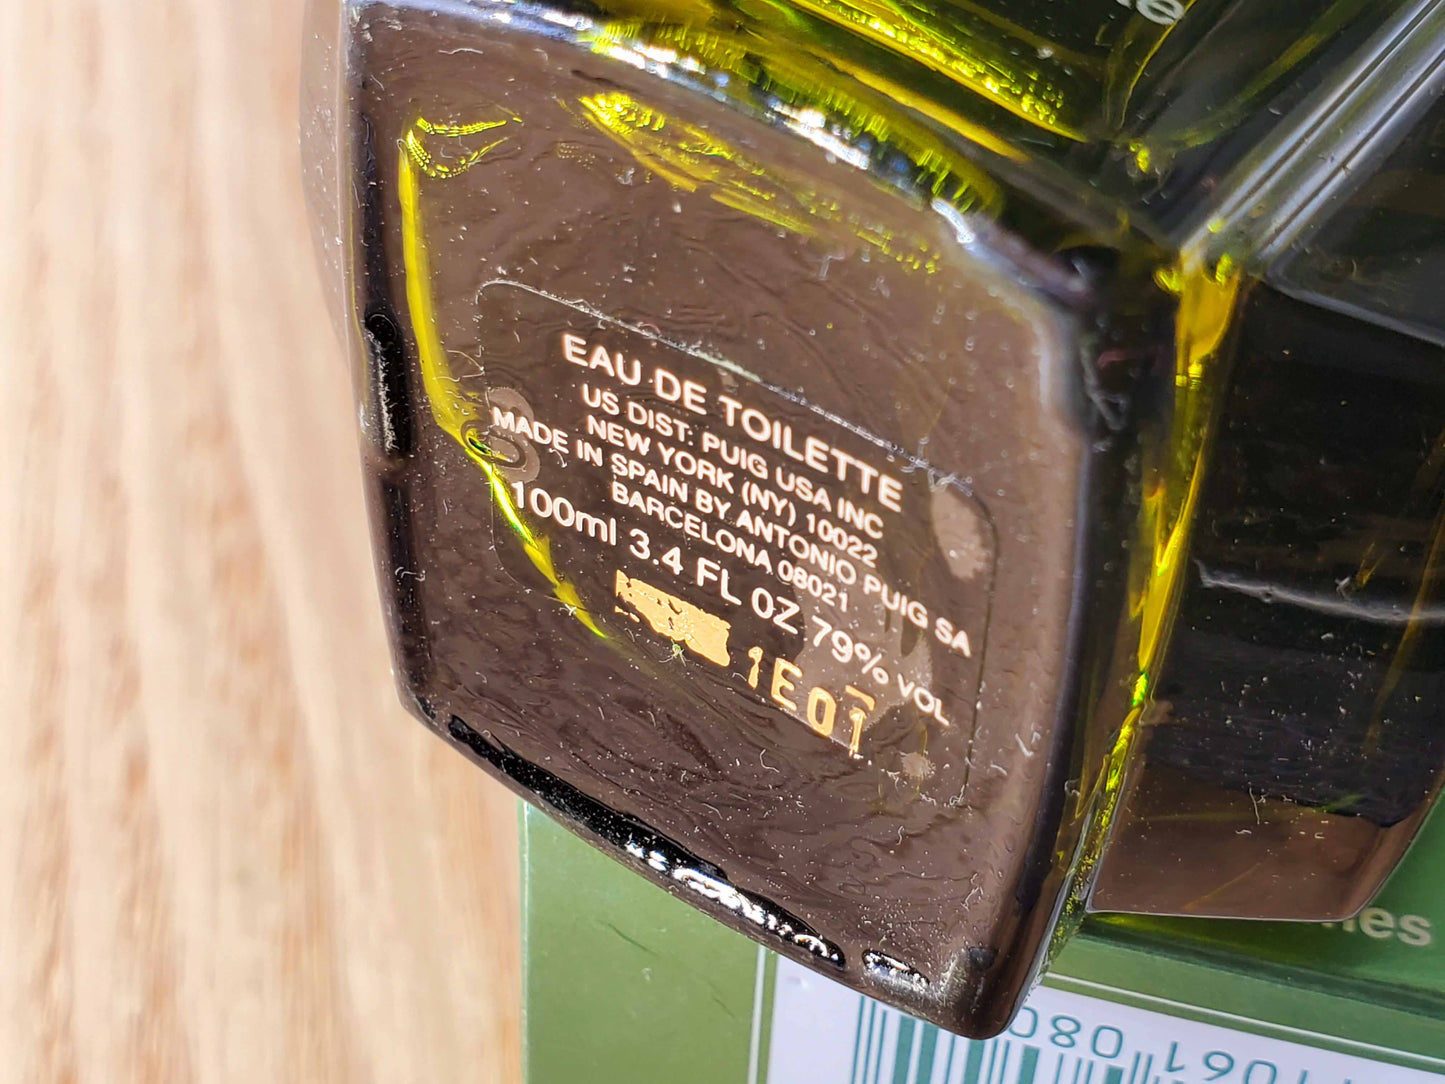 EAU DE TOILETTE
US DIST. PUIG USA INC
NEW YORK (NY) 10022
MADE IN SPAIN BY ANTONIO PUIG SA
BARCELONA 08021
100ml 3.4 FL OZ 79% VOL
1E01